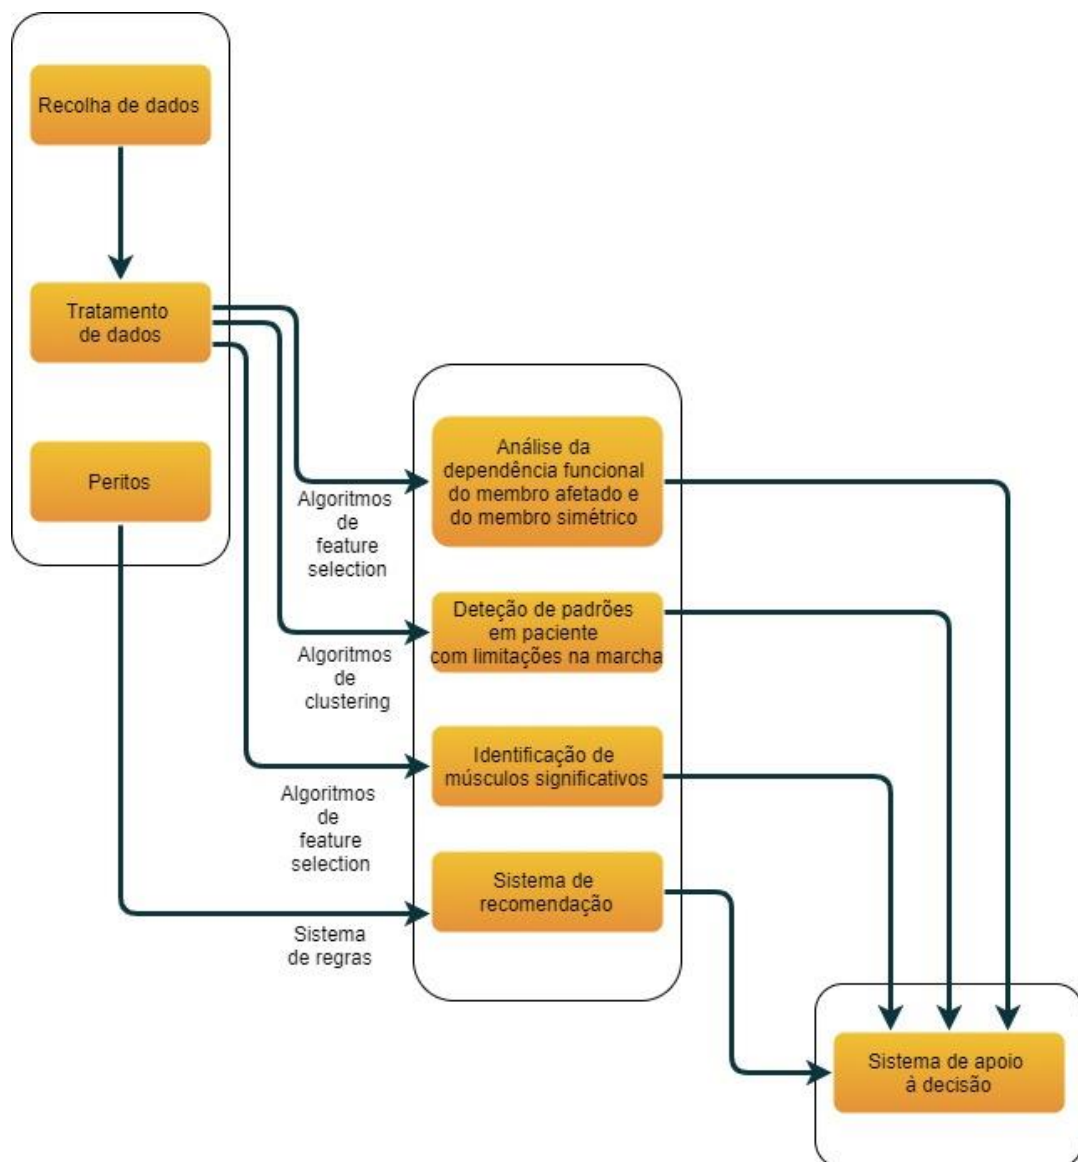 Recolha de dados
Tratamento
de dados
Peritos
Algoritmos
de
feature
selection
Algoritmos
de
clustering
Algoritmos
de
feature
selection
Sistema
de regras
Análise da
dependência funcional
do membro afetado e
do membro simétrico
Deteção de padrões
em paciente
com limitações na marcha
Identificação de
músculos significativos
Sistema de
recomendação
Sistema de apoio
à decisão